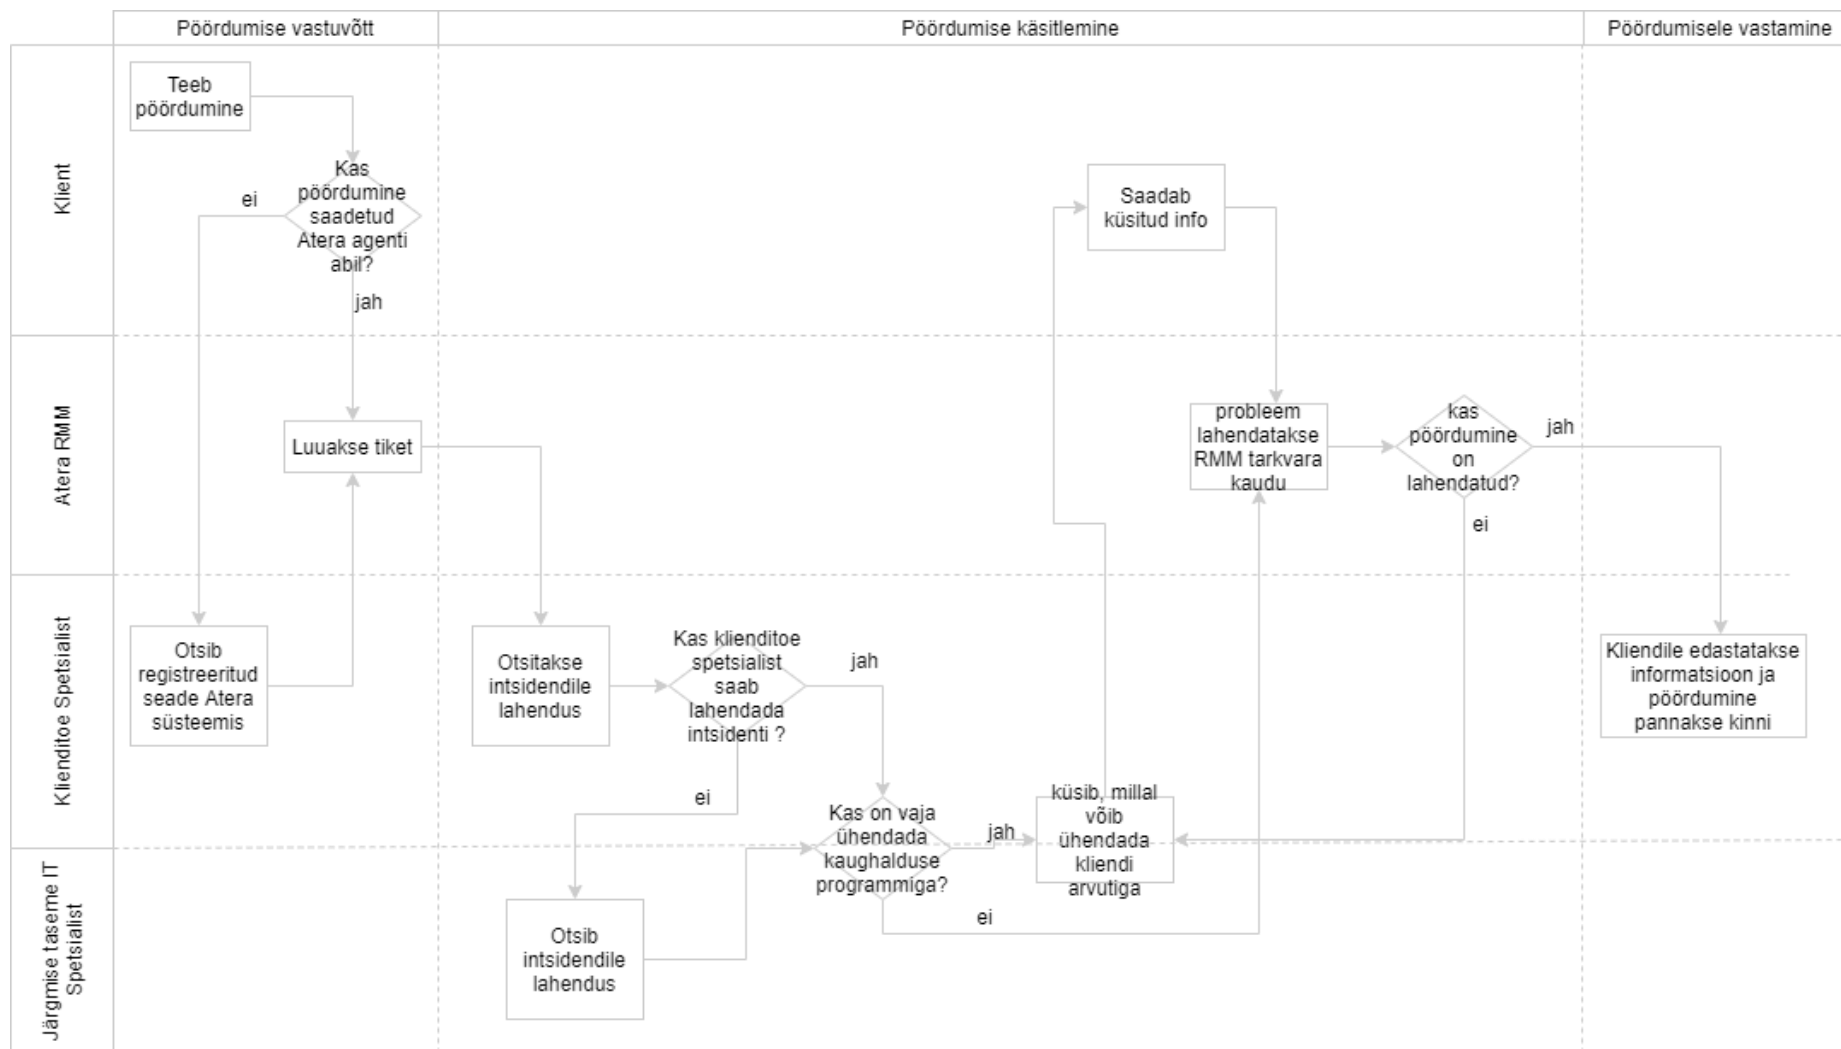 Pöördumise vastuvõtt
Pöördumise käsitlemine
Pöördumisele vastamine
Klient
Teeb
pöördumine
Kas
pöördumine
saadetud
Atera agenti
abil?
ei
jah
Saadab
küsitud info
Atera RMM
Luuakse tiket
probleem
lahendatakse
RMM tarkvara
kaudu
kas
pöördumine
on
lahendatud?
jah
ei
Klienditoe Spetsialist
Otsib
registreeritud
seade Atera
süsteemis
Otsitakse
intsidendile
lahendus
Kas klienditoe
spetsialist
saab
lahendada
intsidenti ?
jah
ei
Kas on vaja
ühendada
kaughalduse
programmiga?
jah
ei
küsib, millal
võib
ühendada
kliendi
arvutiga
Kliendile edastatakse
informatsioon ja
pöördumine
pannakse kinni
Järgmise taseme IT
Spetsialist
Otsib
intsidendile
lahendus